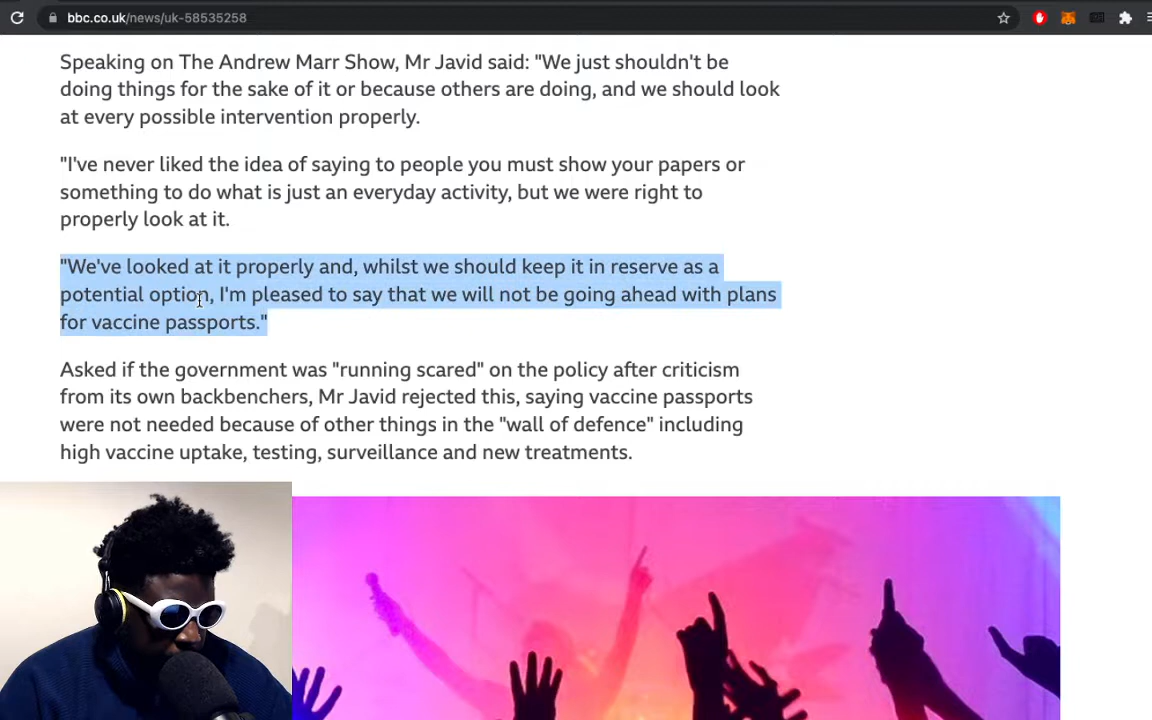 bbc.co.uk/news/uk-58535258
Speaking on The Andrew Marr Show, Mr Javid said: "We just shouldn't be
doing things for the sake of it or because others are doing, and we should look
at every possible intervention properly.
"I've never liked the idea of saying to people you must show your papers or
something to do what is just an everyday activity, but we were right to
properly look at it.
"We've looked at it properly and, whilst we should keep it in reserve as a
potential option, I'm pleased to say that we will not be going ahead with plans
for vaccine passports."
Asked if the government was "running scared" on the policy after criticism
from its own backbenchers, Mr Javid rejected this, saying vaccine passports
were not needed because of other things in the "wall of defence" including
high vaccine uptake, testing, surveillance and new treatments.